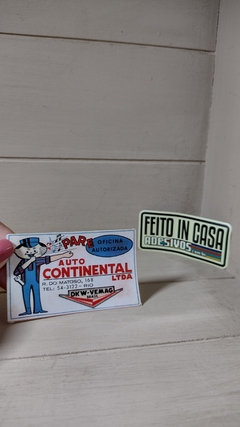 PARA
OFICINA
AUTORIZADA
AUTO
CONTINENTAL
LTDA
R. DO MATOSO, 168
TEL: 54-3122 - RIO
DKW-VEMAG
BRASIL
FEITO IN CASA
ADESIVOS